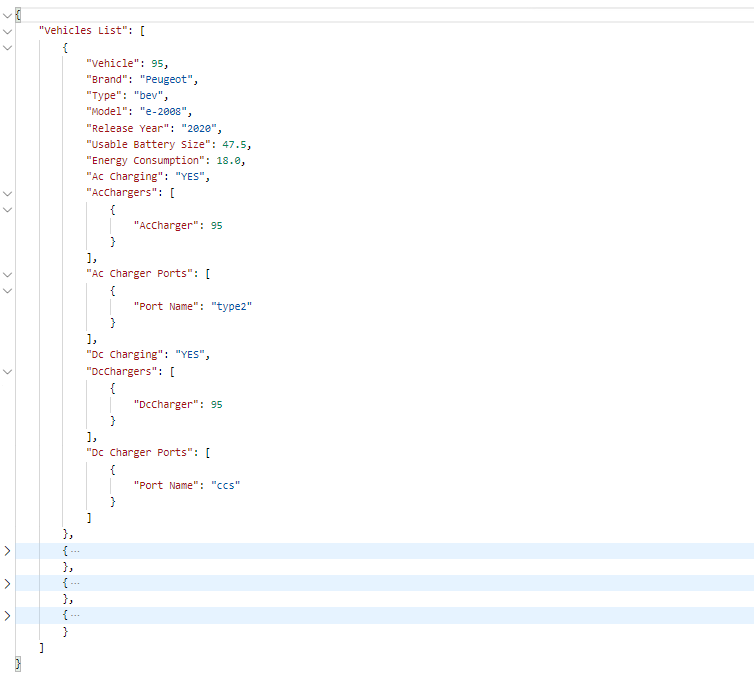 {
"Vehicles List": [
{
"Vehicle": 95,
"Brand": "Peugeot",
"Type": "bev",
"Model": "e-2008",
"Release Year": "2020",
"Usable Battery Size": 47.5,
"Energy Consumption": 18.0,
"Ac Charging": "YES",
"AcChargers": [
{
"AcCharger": 95
}
],
"Ac Charger Ports": [
{
"Port Name": "type2"
}
],
"Dc Charging": "YES",
"DcChargers": [
{
"DcCharger": 95
}
],
"Dc Charger Ports": [
{
"Port Name": "ccs"
}
]
},
{ ···
},
{ ···
},
{ ···
}
]
}